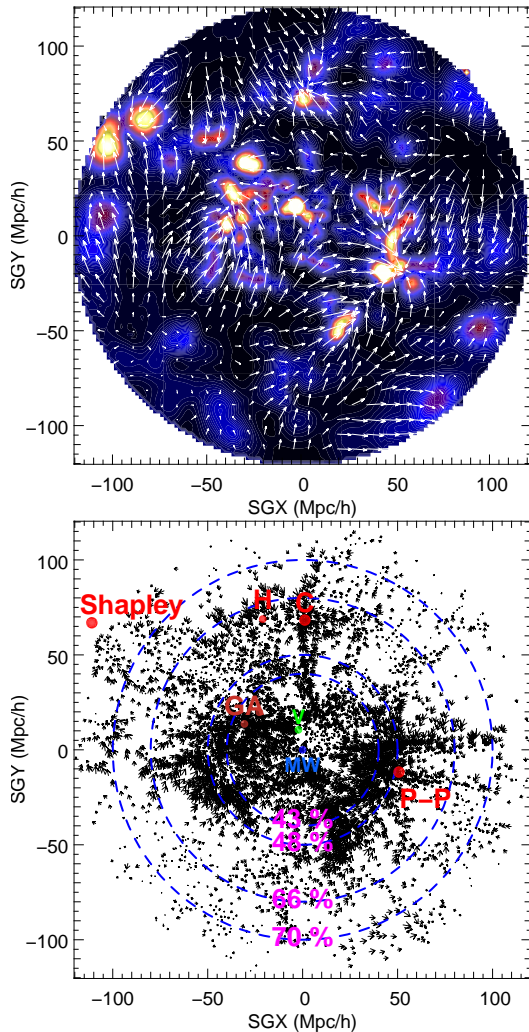 100
50
0
−50
−100
SGY (Mpc/h)
−100 −50 0 50 100
SGX (Mpc/h)
100
50
0
−50
−100
SGY (Mpc/h)
Shapley
H
C
GA
V
MW
P−P
43 %
48 %
66 %
70 %
−100 −50 0 50 100
SGX (Mpc/h)